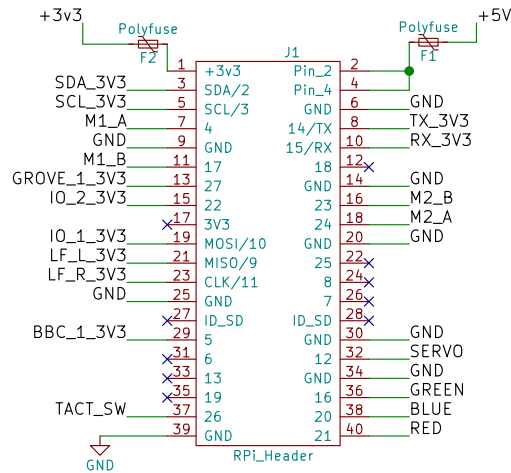 +3v3 +5V
Polyfuse Polyfuse
F2 J1 F1
1 +3v3 Pin_2 2
SDA_3V3 3 SDA/2 Pin_4 4
SCL_3V3 5 SCL/3 GND 6 GND
M1_A 7 4 14/TX 8 TX_3V3
GND 9 GND 15/RX 10 RX_3V3
M1_B 11 17 18 12
GROVE_1_3V3 13 27 GND 14 GND
IO_2_3V3 15 22 23 16 M2_B
17 3V3 24 18 M2_A
IO_1_3V3 19 MOSI/10 GND 20 GND
LF_L_3V3 21 MISO/9 25 22
LF_R_3V3 23 CLK/11 8 24
GND 25 GND 7 26
27 ID_SD ID_SD 28
BBC_1_3V3 29 5 GND 30 GND
31 6 12 32 SERVO
33 13 GND 34 GND
35 19 16 36 GREEN
TACT_SW 37 26 20 38 BLUE
39 GND 21 40 RED
GND RPi_Header